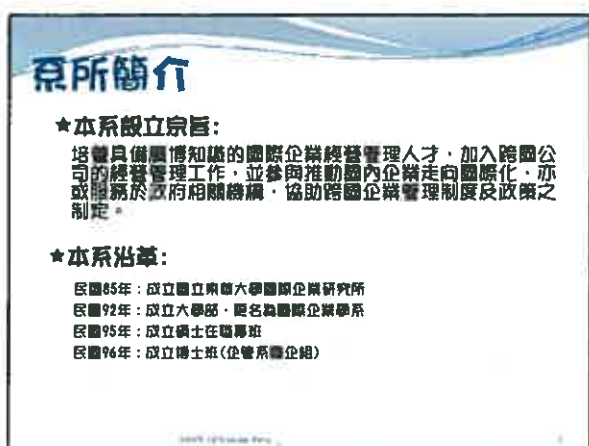 系所簡介
★本系設立宗旨:
培養具備廣博知識的國際企業經營管理人才，加入跨國公
司的經營管理工作，並參與推動國內企業走向國際化，亦
或服務於政府相關機構，協助跨國企業管理制度及政策之
制定。
★本系沿革:
民國85年：成立國立東華大學國際企業研究所
民國92年：成立大學部，更名為國際企業學系
民國95年：成立碩士在職專班
民國96年：成立博士班(企管系國企組)